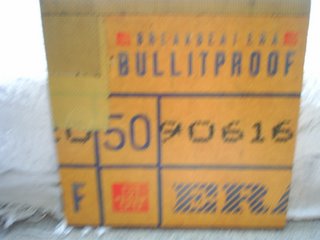 BREAKBEAT ERA
BULLITPROOF
50 90616
F ERA